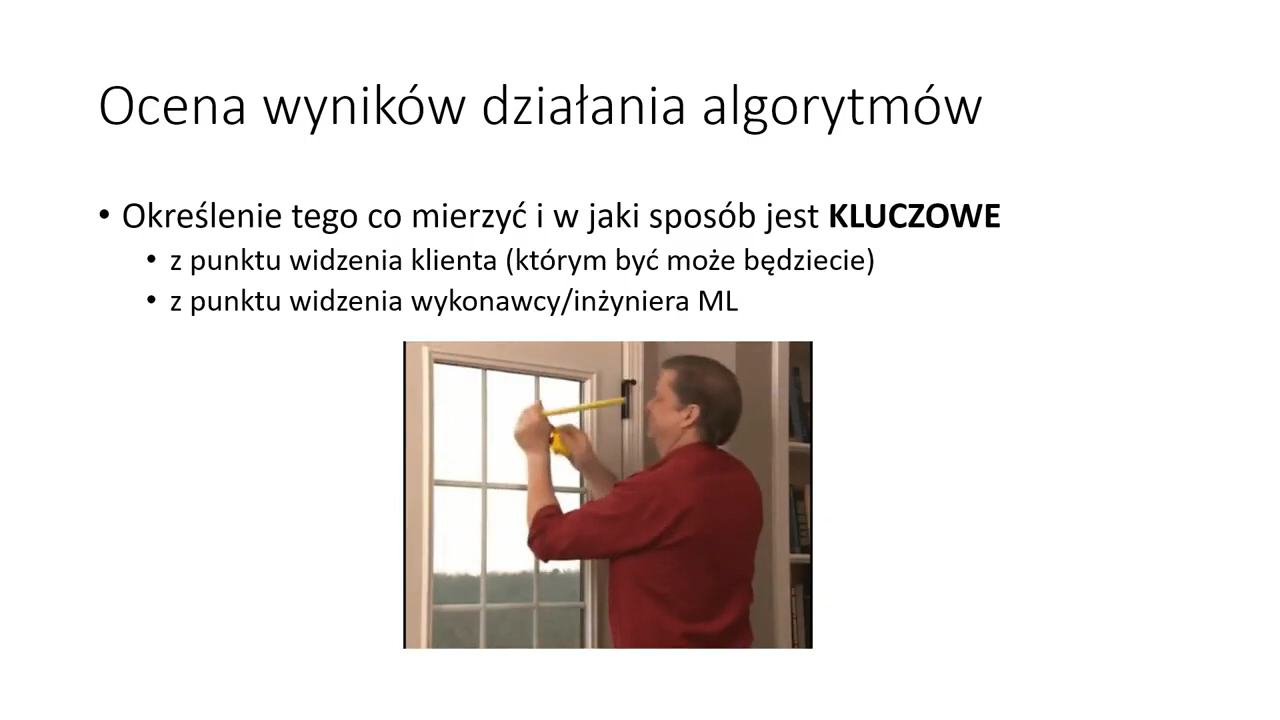 Ocena wyników działania algorytmów
• Określenie tego co mierzyć i w jaki sposób jest KLUCZOWE
• z punktu widzenia klienta (którym być może będziecie)
• z punktu widzenia wykonawcy/inżyniera ML